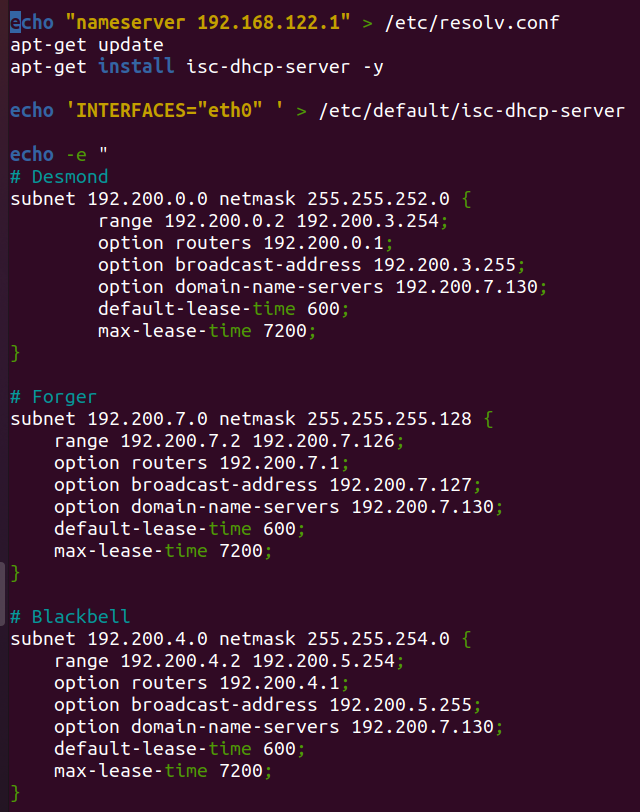 echo "nameserver 192.168.122.1" > /etc/resolv.conf
apt-get update
apt-get install isc-dhcp-server -y

echo 'INTERFACES="eth0" ' > /etc/default/isc-dhcp-server

echo -e "
# Desmond
subnet 192.200.0.0 netmask 255.255.252.0 {
        range 192.200.0.2 192.200.3.254;
        option routers 192.200.0.1;
        option broadcast-address 192.200.3.255;
        option domain-name-servers 192.200.7.130;
        default-lease-time 600;
        max-lease-time 7200;
}

# Forger
subnet 192.200.7.0 netmask 255.255.255.128 {
    range 192.200.7.2 192.200.7.126;
    option routers 192.200.7.1;
    option broadcast-address 192.200.7.127;
    option domain-name-servers 192.200.7.130;
    default-lease-time 600;
    max-lease-time 7200;
}

# Blackbell
subnet 192.200.4.0 netmask 255.255.254.0 {
    range 192.200.4.2 192.200.5.254;
    option routers 192.200.4.1;
    option broadcast-address 192.200.5.255;
    option domain-name-servers 192.200.7.130;
    default-lease-time 600;
    max-lease-time 7200;
}